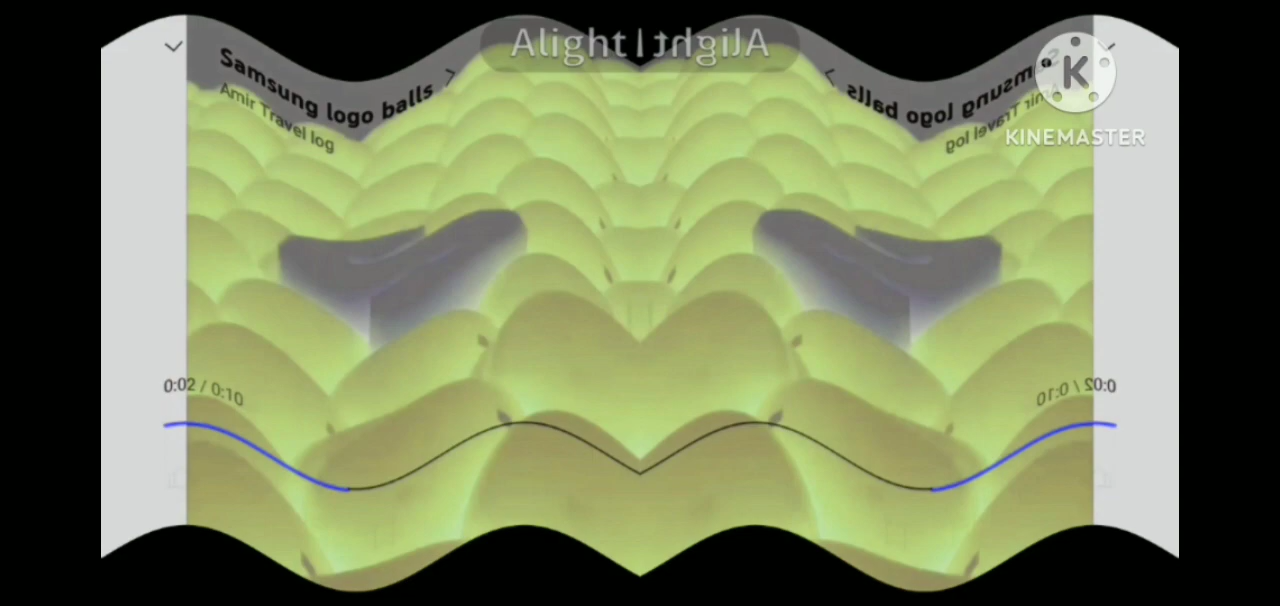 Alight | Alight
Samsung logo balls
Amir Travel log
Samsung logo balls
Amir Travel log
K
KINEMASTER
0:02 / 0:10
0:02 / 0:10